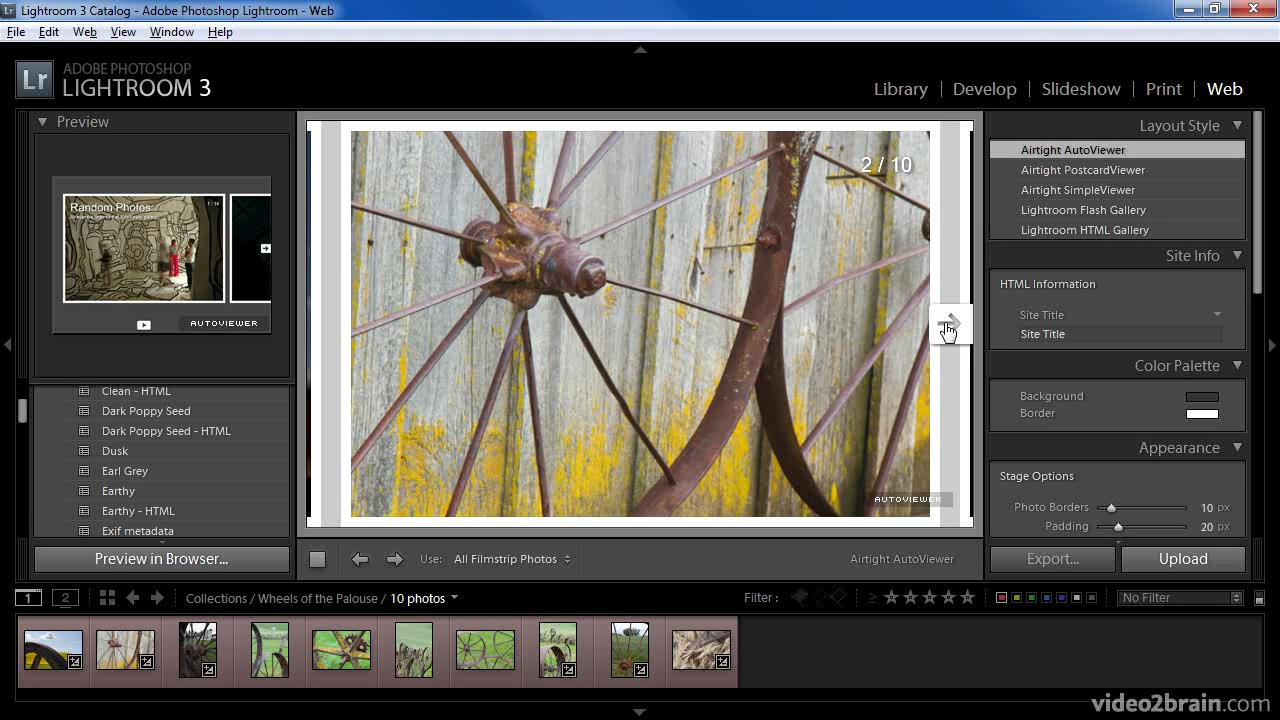 Lightroom 3 Catalog - Adobe Photoshop Lightroom - Web
File Edit Web View Window Help
Lr ADOBE PHOTOSHOP
LIGHTROOM 3
Library | Develop | Slideshow | Print | Web
Preview
Random Photos
AUTOVIEWER
Clean - HTML
Dark Poppy Seed
Dark Poppy Seed - HTML
Dusk
Earl Grey
Earthy
Earthy - HTML
Exif metadata
Preview in Browser...
2 / 10
AUTOVIEWER
Use: All Filmstrip Photos
Airtight AutoViewer
Layout Style
Airtight AutoViewer
Airtight PostcardViewer
Airtight SimpleViewer
Lightroom Flash Gallery
Lightroom HTML Gallery
Site Info
HTML Information
Site Title
Site Title
Color Palette
Background
Border
Appearance
Stage Options
Photo Borders 10 px
Padding 20 px
Export... Upload
1 2 Collections / Wheels of the Palouse / 10 photos Filter : ≥ No Filter
video2brain.com